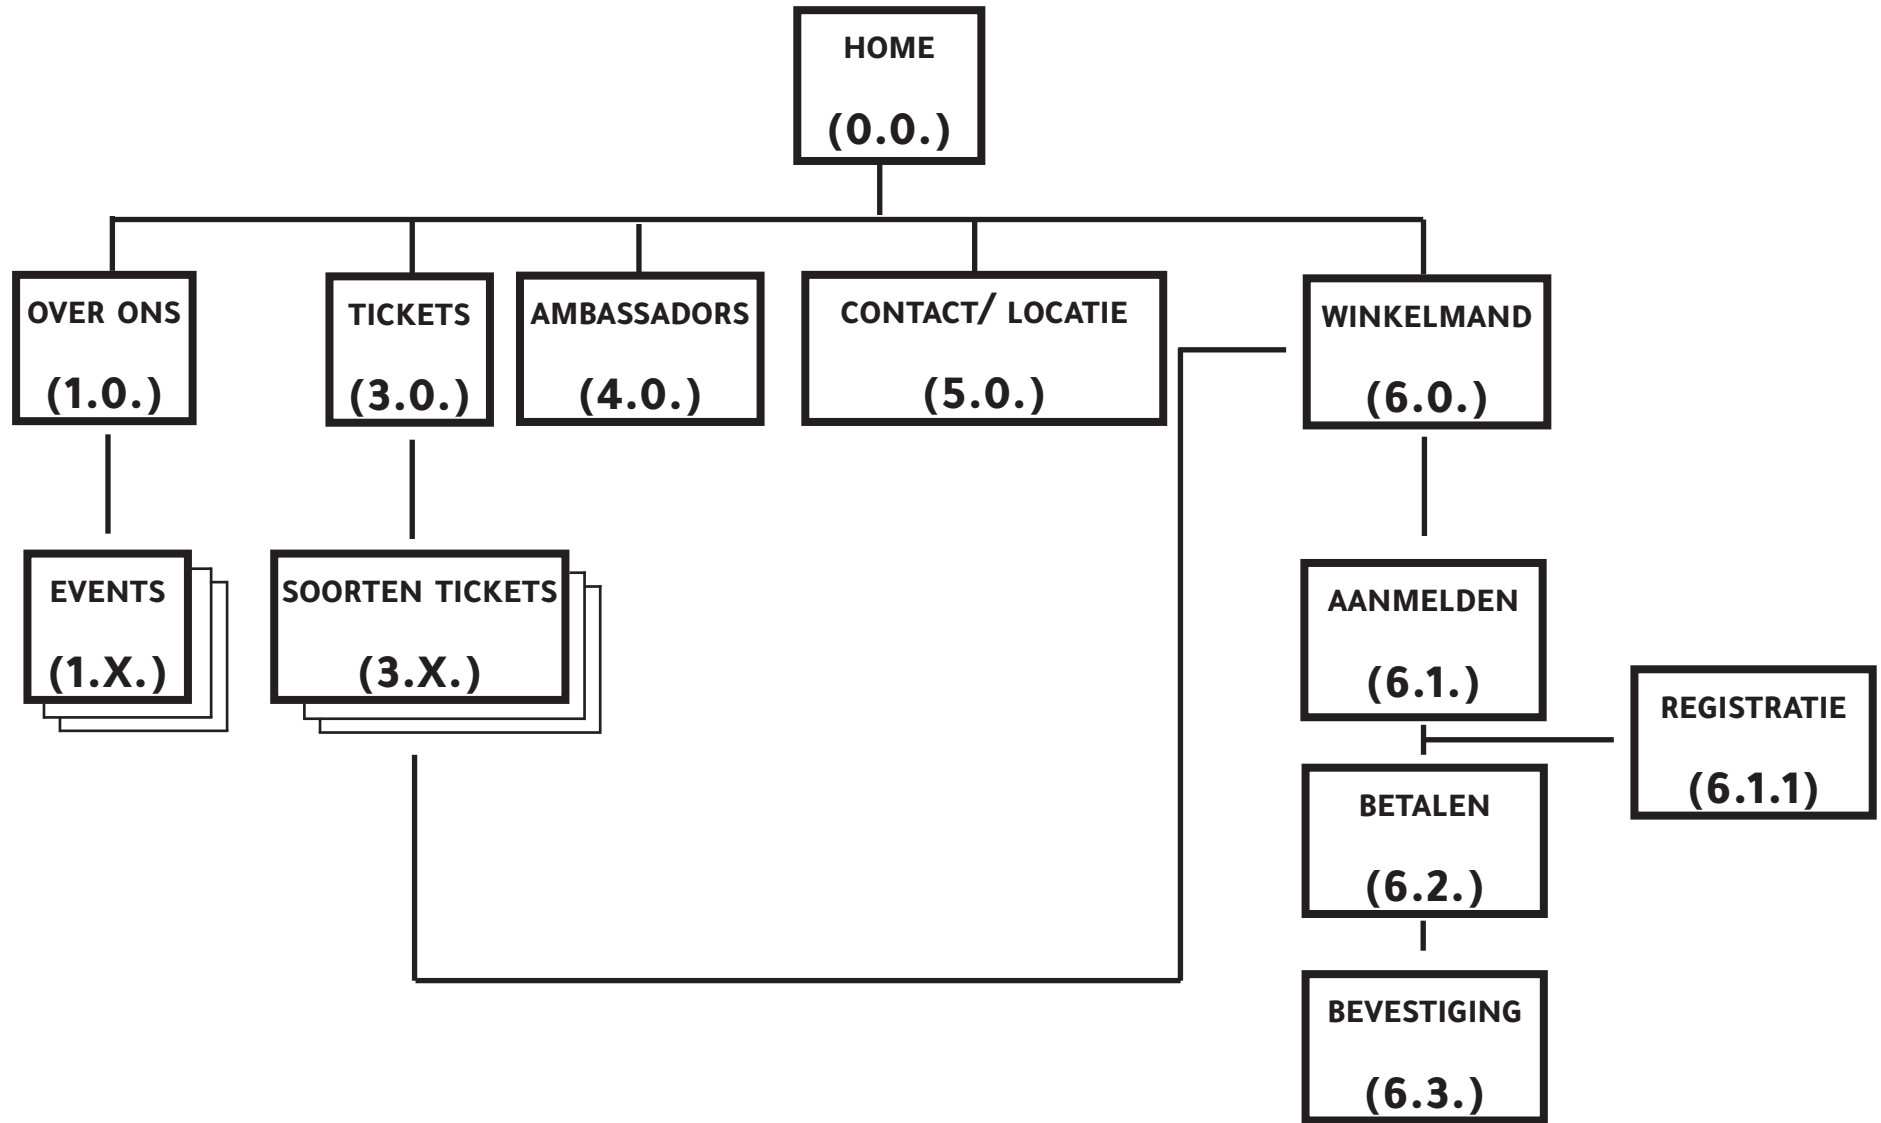 HOME
(0.0.)
OVER ONS
(1.0.)
TICKETS
(3.0.)
AMBASSADORS
(4.0.)
CONTACT/ LOCATIE
(5.0.)
WINKELMAND
(6.0.)
EVENTS
(1.X.)
SOORTEN TICKETS
(3.X.)
AANMELDEN
(6.1.)
REGISTRATIE
(6.1.1)
BETALEN
(6.2.)
BEVESTIGING
(6.3.)